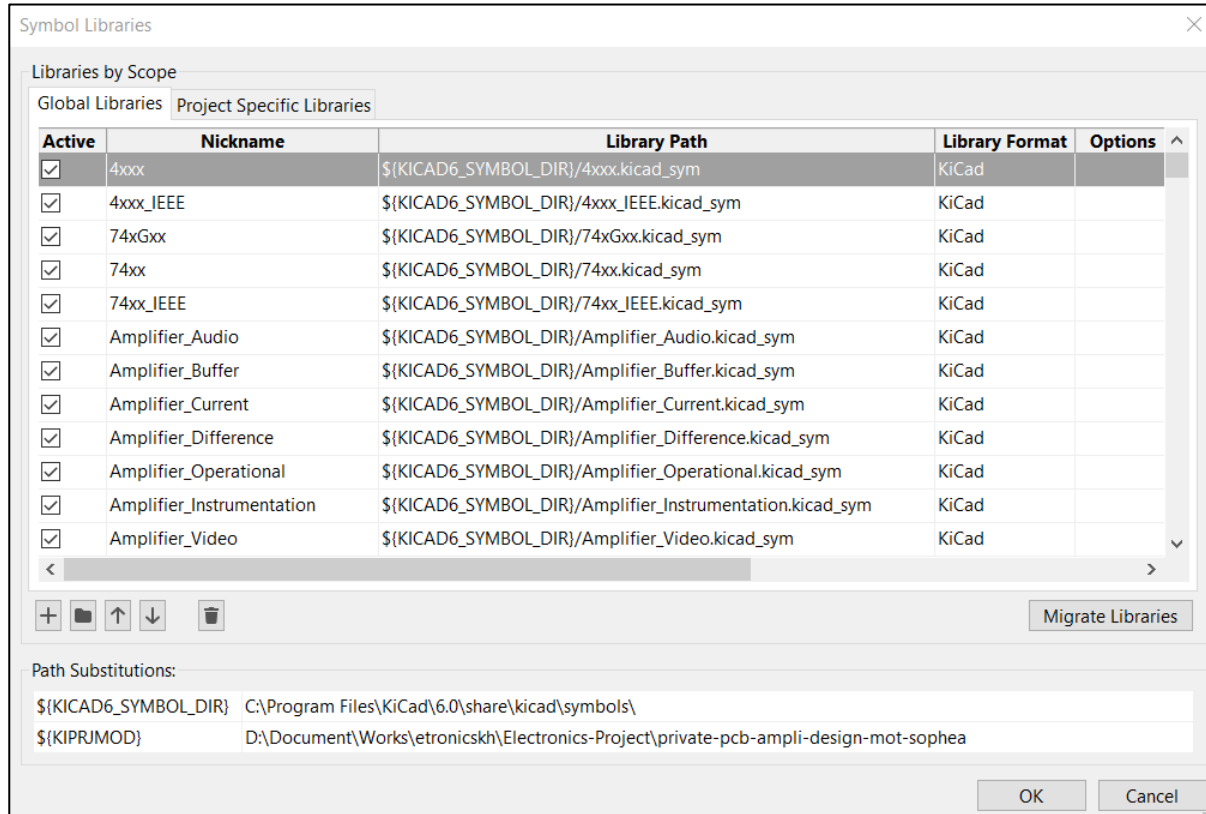 Symbol Libraries
Libraries by Scope
Global Libraries Project Specific Libraries
Active Nickname Library Path Library Format Options
4xxx ${KICAD6_SYMBOL_DIR}/4xxx.kicad_sym KiCad
4xxx_IEEE ${KICAD6_SYMBOL_DIR}/4xxx_IEEE.kicad_sym KiCad
74xGxx ${KICAD6_SYMBOL_DIR}/74xGxx.kicad_sym KiCad
74xx ${KICAD6_SYMBOL_DIR}/74xx.kicad_sym KiCad
74xx_IEEE ${KICAD6_SYMBOL_DIR}/74xx_IEEE.kicad_sym KiCad
Amplifier_Audio ${KICAD6_SYMBOL_DIR}/Amplifier_Audio.kicad_sym KiCad
Amplifier_Buffer ${KICAD6_SYMBOL_DIR}/Amplifier_Buffer.kicad_sym KiCad
Amplifier_Current ${KICAD6_SYMBOL_DIR}/Amplifier_Current.kicad_sym KiCad
Amplifier_Difference ${KICAD6_SYMBOL_DIR}/Amplifier_Difference.kicad_sym KiCad
Amplifier_Operational ${KICAD6_SYMBOL_DIR}/Amplifier_Operational.kicad_sym KiCad
Amplifier_Instrumentation ${KICAD6_SYMBOL_DIR}/Amplifier_Instrumentation.kicad_sym KiCad
Amplifier_Video ${KICAD6_SYMBOL_DIR}/Amplifier_Video.kicad_sym KiCad
Migrate Libraries
Path Substitutions:
${KICAD6_SYMBOL_DIR} C:\Program Files\KiCad\6.0\share\kicad\symbols\
${KIPRJMOD} D:\Document\Works\etronicskh\Electronics-Project\private-pcb-ampli-design-mot-sophea
OK Cancel